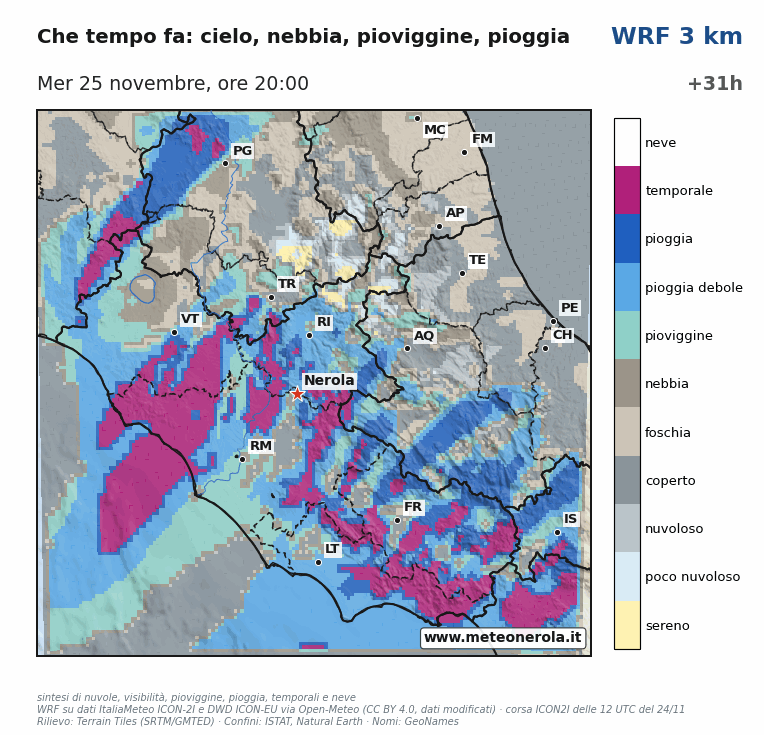 Che tempo fa: cielo, nebbia, pioviggine, pioggia
WRF 3 km
Mer 25 novembre, ore 20:00
+31h
MC
FM
PG
AP
TE
TR
PE
VT
RI
CH
AQ
Nerola
RM
FR
IS
LT
www.meteonerola.it
neve
temporale
pioggia
pioggia debole
pioviggine
nebbia
foschia
coperto
nuvoloso
poco nuvoloso
sereno
sintesi di nuvole, visibilità, pioviggine, pioggia, temporali e neve
WRF su dati ItaliaMeteo ICON-2I e DWD ICON-EU via Open-Meteo (CC BY 4.0, dati modificati) · corsa ICON2I delle 12 UTC del 24/11
Rilievo: Terrain Tiles (SRTM/GMTED) · Confini: ISTAT, Natural Earth · Nomi: GeoNames